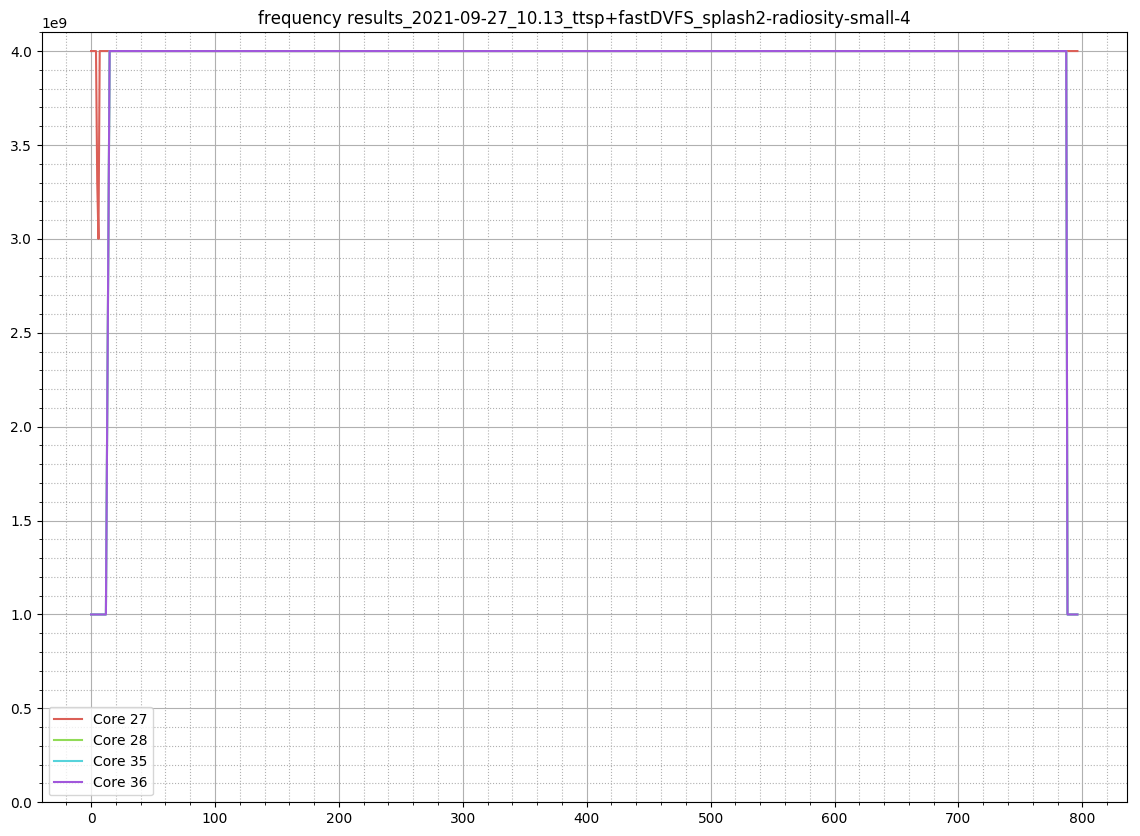 frequency results_2021-09-27_10.13_ttsp+fastDVFS_splash2-radiosity-small-4
1e9
4.0
3.5
3.0
2.5
2.0
1.5
1.0
0.5
0.0
Core 27
Core 28
Core 35
Core 36
0 100 200 300 400 500 600 700 800